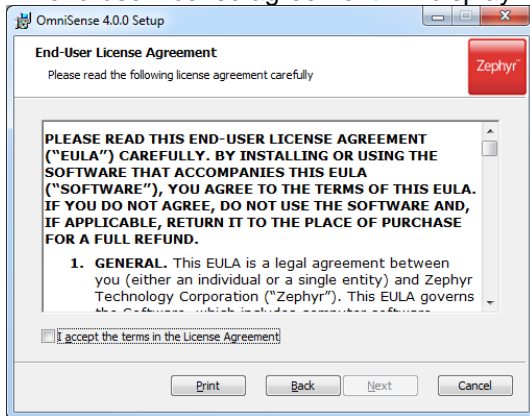 OmniSense 4.0.0 Setup
End-User License Agreement
Please read the following license agreement carefully
Zephyr™
PLEASE READ THIS END-USER LICENSE AGREEMENT
("EULA") CAREFULLY. BY INSTALLING OR USING THE
SOFTWARE THAT ACCOMPANIES THIS EULA
("SOFTWARE"), YOU AGREE TO THE TERMS OF THIS EULA.
IF YOU DO NOT AGREE, DO NOT USE THE SOFTWARE AND,
IF APPLICABLE, RETURN IT TO THE PLACE OF PURCHASE
FOR A FULL REFUND.
1. GENERAL. This EULA is a legal agreement between
you (either an individual or a single entity) and Zephyr
Technology Corporation ("Zephyr"). This EULA governs
I accept the terms in the License Agreement
Print Back Next Cancel